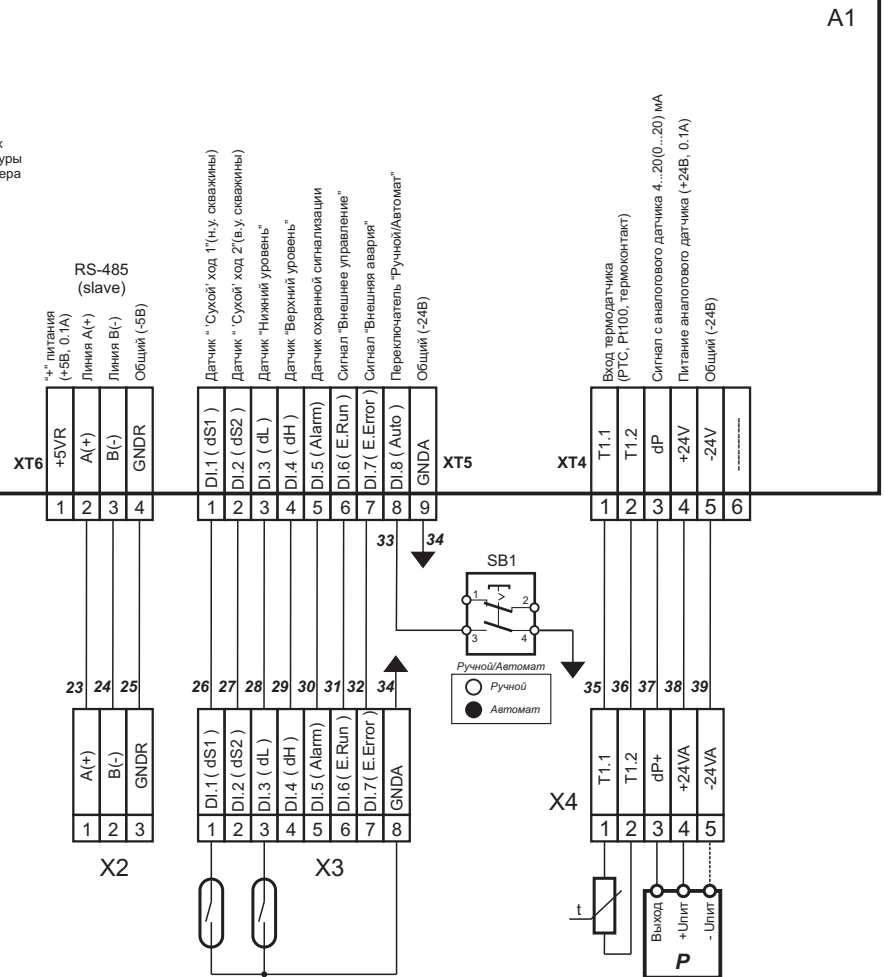 A1
к
уры
ера
RS-485
(slave)
"+" питания
(+5В, 0.1А)
Линия A(+)
Линия B(-)
Общий (-5В)
Датчик " 'Сухой' ход 1"(н.у. скважины)
Датчик " 'Сухой' ход 2"(в.у. скважины)
Датчик "Нижний уровень"
Датчик "Верхний уровень"
Датчик охранной сигнализации
Сигнал "Внешнее управление"
Сигнал "Внешняя авария"
Переключатель "Ручной/Автомат"
Общий (-24В)
Вход термодатчика
(PTC, Pt100, термоконтакт)
Сигнал с аналогового датчика 4...20(0...20) мА
Питание аналогового датчика (+24В, 0.1А)
Общий (-24В)
XT6
+5VR
A(+)
B(-)
GNDR
1 2 3 4
DI.1 ( dS1 )
DI.2 ( dS2 )
DI.3 ( dL )
DI.4 ( dH )
DI.5 ( Alarm)
DI.6( E.Run )
DI.7( E.Error )
DI.8 ( Auto )
GNDA
XT5
1 2 3 4 5 6 7 8 9
XT4
T1.1
T1.2
dP
+24V
-24V
1 2 3 4 5 6
33
34
SB1
1
2
3
4
Ручной/Автомат
Ручной
Автомат
23 24 25
26 27 28 29 30 31 32 34
35 36 37 38 39
A(+)
B(-)
GNDR
1 2 3
X2
DI.1 ( dS1 )
DI.2 ( dS2 )
DI.3 ( dL )
DI.4 ( dH )
DI.5 ( Alarm)
DI.6( E.Run )
DI.7( E.Error )
GNDA
1 2 3 4 5 6 7 8
X3
X4
T1.1
T1.2
dP+
+24VA
-24VA
1 2 3 4 5
t
Выход
+Uпит
- Uпит
P